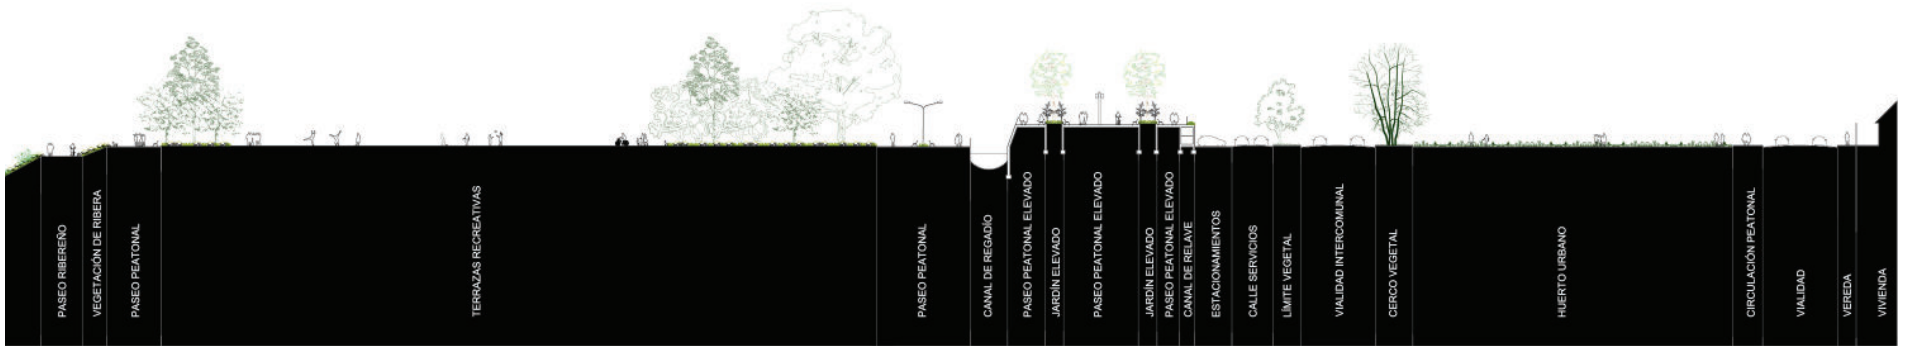 PASEO RIBEREÑO
VEGETACIÓN DE RIBERA
PASEO PEATONAL
TERRAZAS RECREATIVAS
PASEO PEATONAL
CANAL DE REGADÍO
PASEO PEATONAL ELEVADO
JARDÍN ELEVADO
PASEO PEATONAL ELEVADO
JARDÍN ELEVADO
PASEO PEATONAL ELEVADO
CANAL DE RELAVE
ESTACIONAMIENTOS
CALLE SERVICIOS
LÍMITE VEGETAL
VIALIDAD INTERCOMUNAL
CERCO VEGETAL
HUERTO URBANO
CIRCULACIÓN PEATONAL
VIALIDAD
VEREDA
VIVIENDA